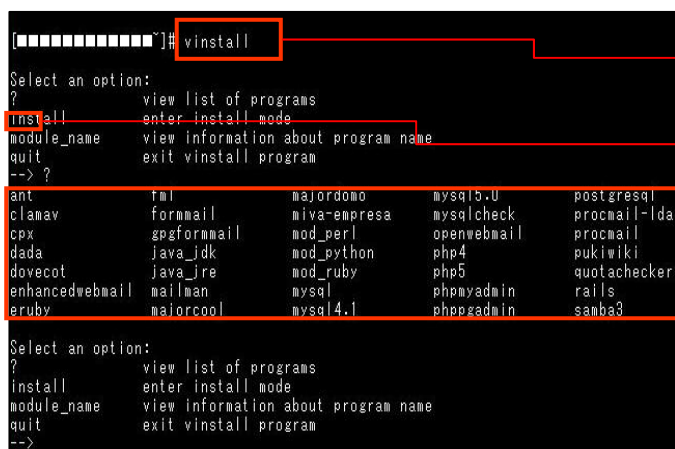 [■■■■■■■■■■■■~]# vinstall
Select an option:
? view list of programs
install enter install mode
module_name view information about program name
quit exit vinstall program
--> ?
ant fml majordomo mysql5.0 postgresql
clamav formmail miva-empresa mysqlcheck procmail-lda
cpx gpgformmail mod_perl openwebmail procmail
dada java_jdk mod_python php4 pukiwiki
dovecot java_jre mod_ruby php5 quotachecker
enhancedwebmail mailman mysql phpmyadmin rails
eruby majorcool mysql4.1 phppgadmin samba3
Select an option:
? view list of programs
install enter install mode
module_name view information about program name
quit exit vinstall program
-->